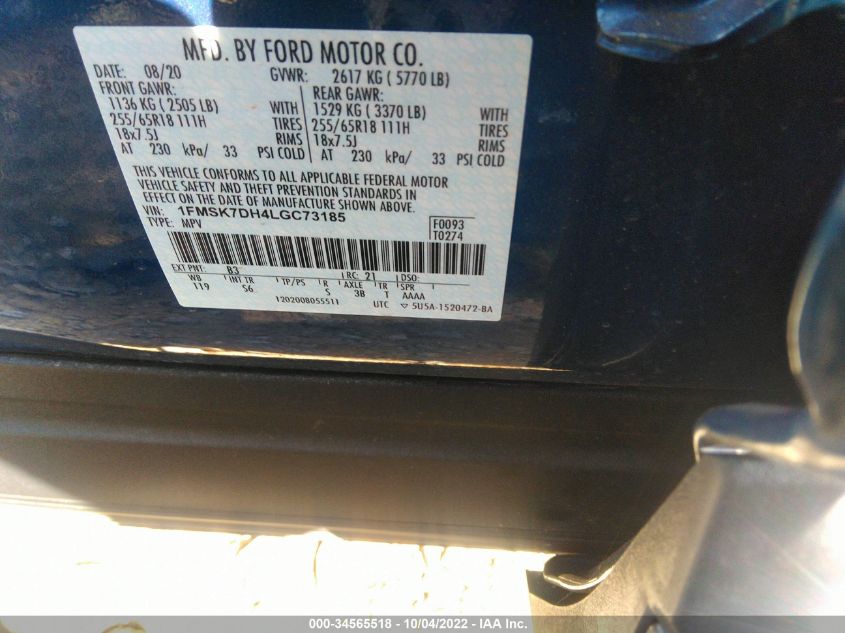 MFD. BY FORD MOTOR CO.
DATE: 08/20 GVWR: 2617 KG ( 5770 LB)
FRONT GAWR: REAR GAWR:
1136 KG ( 2505 LB) WITH 1529 KG ( 3370 LB) WITH
255/65R18 111H TIRES 255/65R18 111H TIRES
18x7.5J RIMS 18x7.5J RIMS
AT 230 kPa/ 33 PSI COLD AT 230 kPa/ 33 PSI COLD
THIS VEHICLE CONFORMS TO ALL APPLICABLE FEDERAL MOTOR
VEHICLE SAFETY AND THEFT PREVENTION STANDARDS IN
EFFECT ON THE DATE OF MANUFACTURE SHOWN ABOVE.
VIN: 1FMSK7DH4LGC73185
TYPE: MPV
F0093
T0274
EXT PNT: B3 RC: 21 DSO:
WB INT TR TP/PS R AXLE TR SPR
119 S6 S 3B T AAAA
1202008055511 UTC ▽ 5U5A-1520472-BA
000-34565518 - 10/04/2022 - IAA Inc.